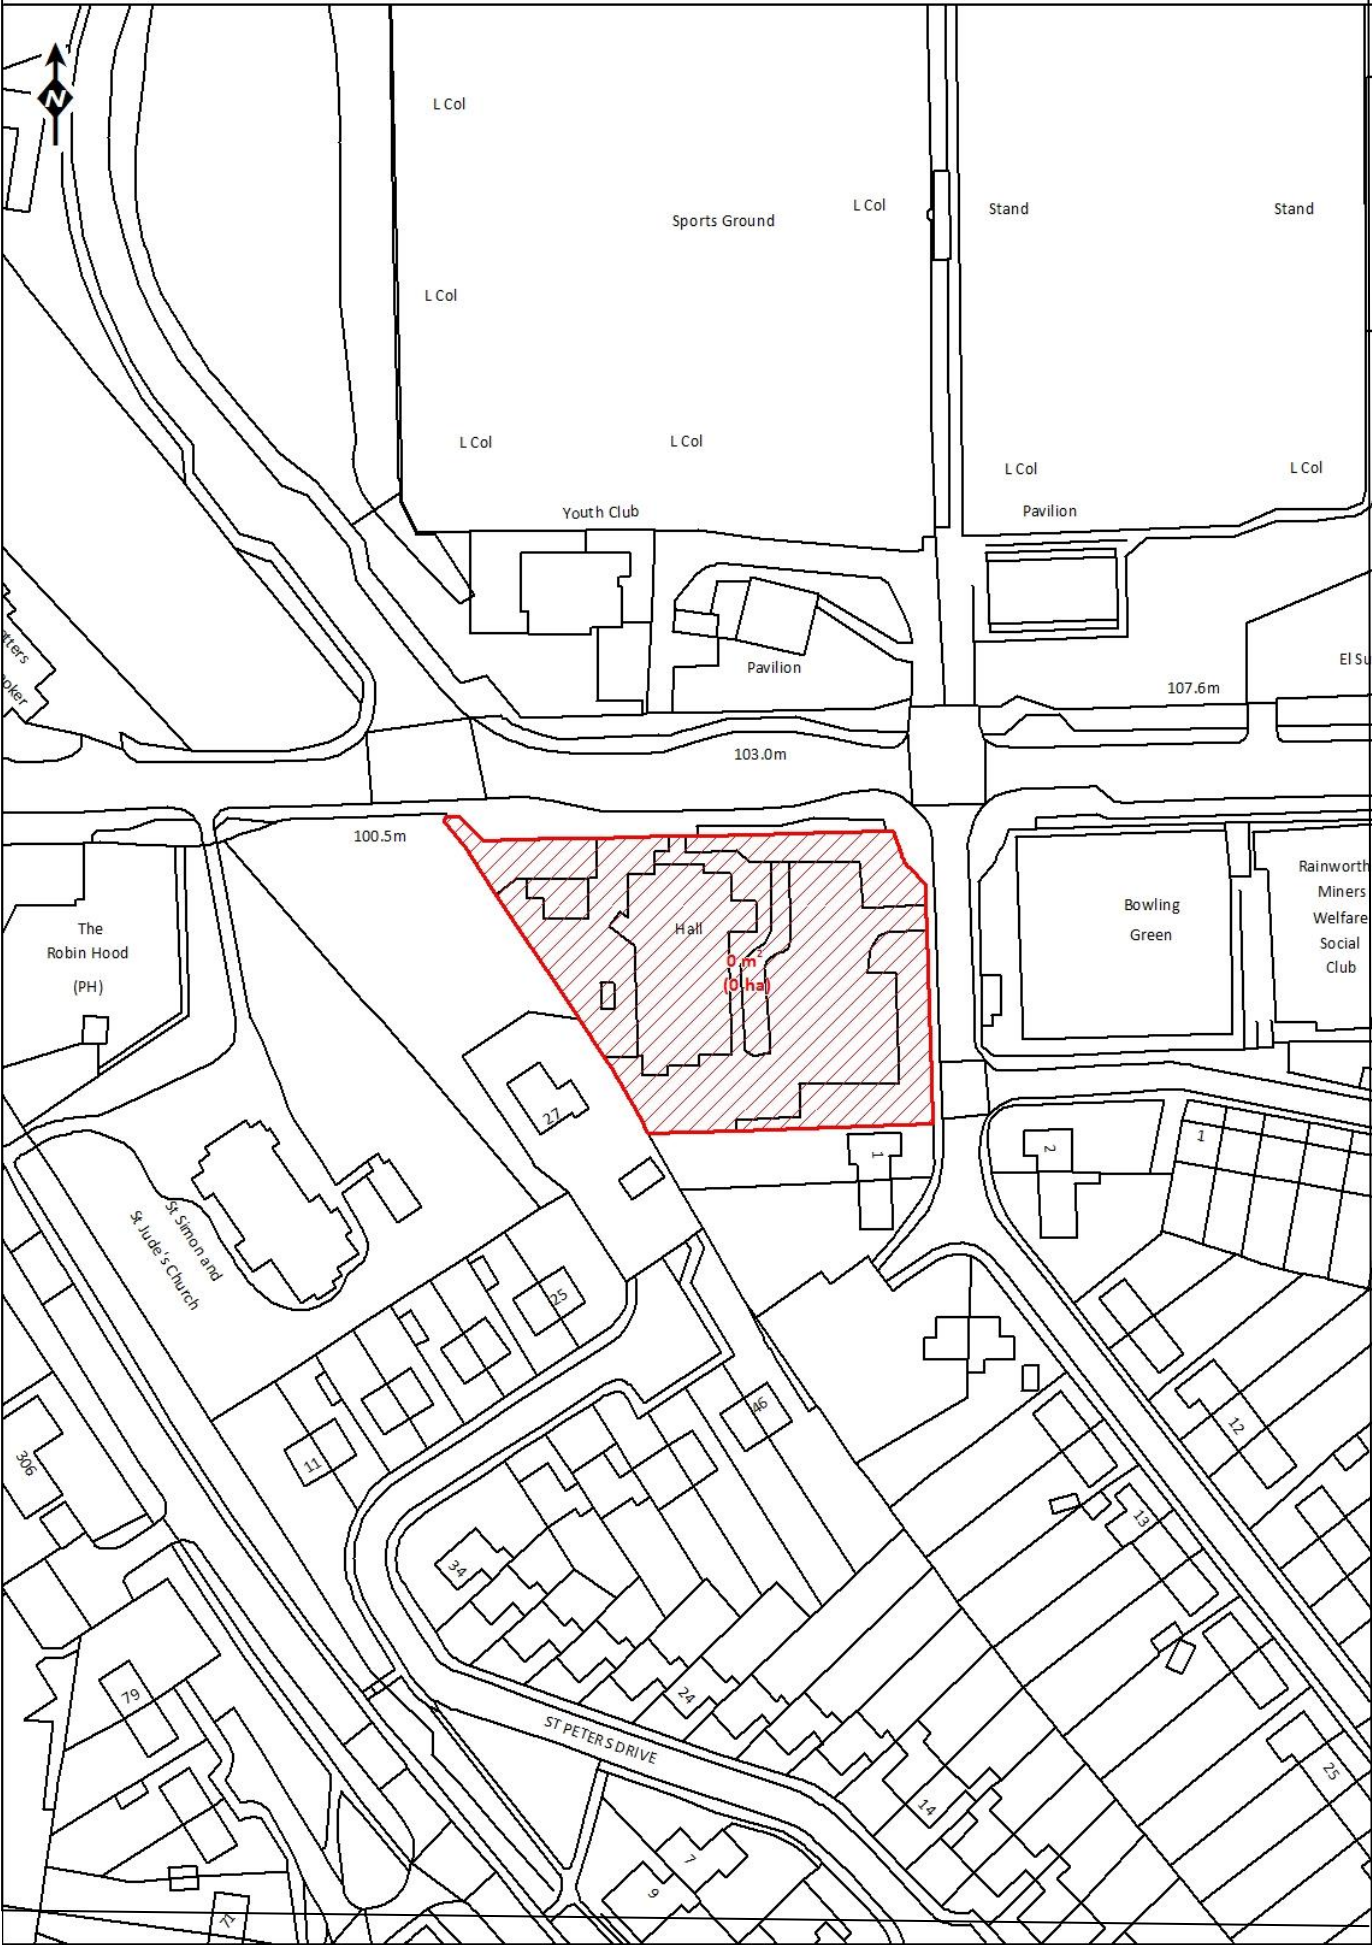 N
L Col
L Col
Sports Ground
Stand
Stand
L Col
L Col
L Col
L Col
L Col
Youth Club
Pavilion
Pavilion
El Su
107.6m
103.0m
100.5m
The
Robin Hood
(PH)
Hall
0 m²
(0 ha)
Bowling
Green
Rainworth
Miners
Welfare
Social
Club
27
1
2
1
St Simon and
St Jude's Church
25
11
46
306
12
13
34
79
24
ST PETERS DRIVE
25
14
7
9
71